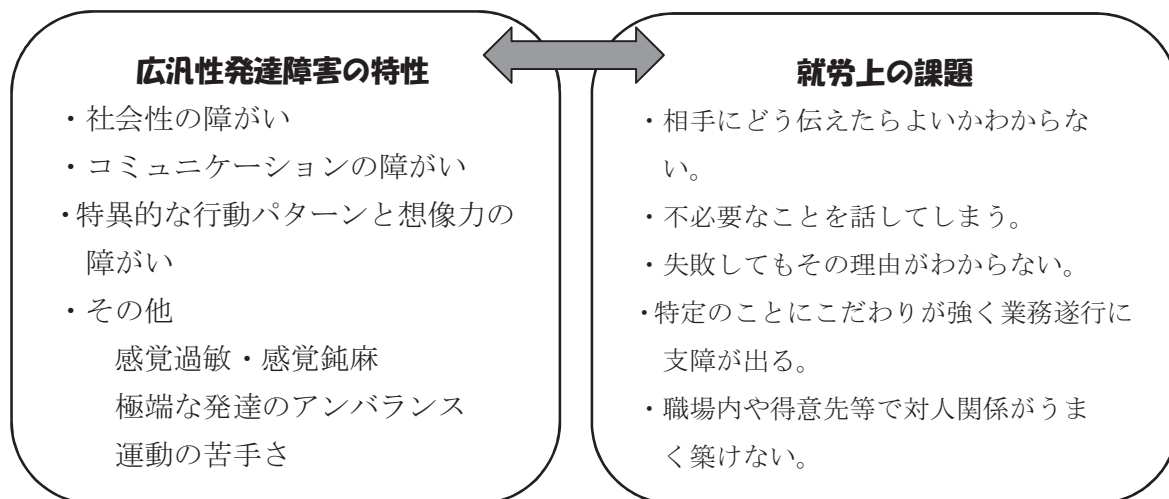 広汎性発達障害の特性
・社会性の障がい
・コミュニケーションの障がい
・特異的な行動パターンと想像力の
障がい
・その他
感覚過敏・感覚鈍麻
極端な発達のアンバランス
運動の苦手さ
就労上の課題
・相手にどう伝えたらよいかわからな
い。
・不必要なことを話してしまう。
・失敗してもその理由がわからない。
・特定のことにこだわりが強く業務遂行に
支障が出る。
・職場内や得意先等で対人関係がうま
く築けない。